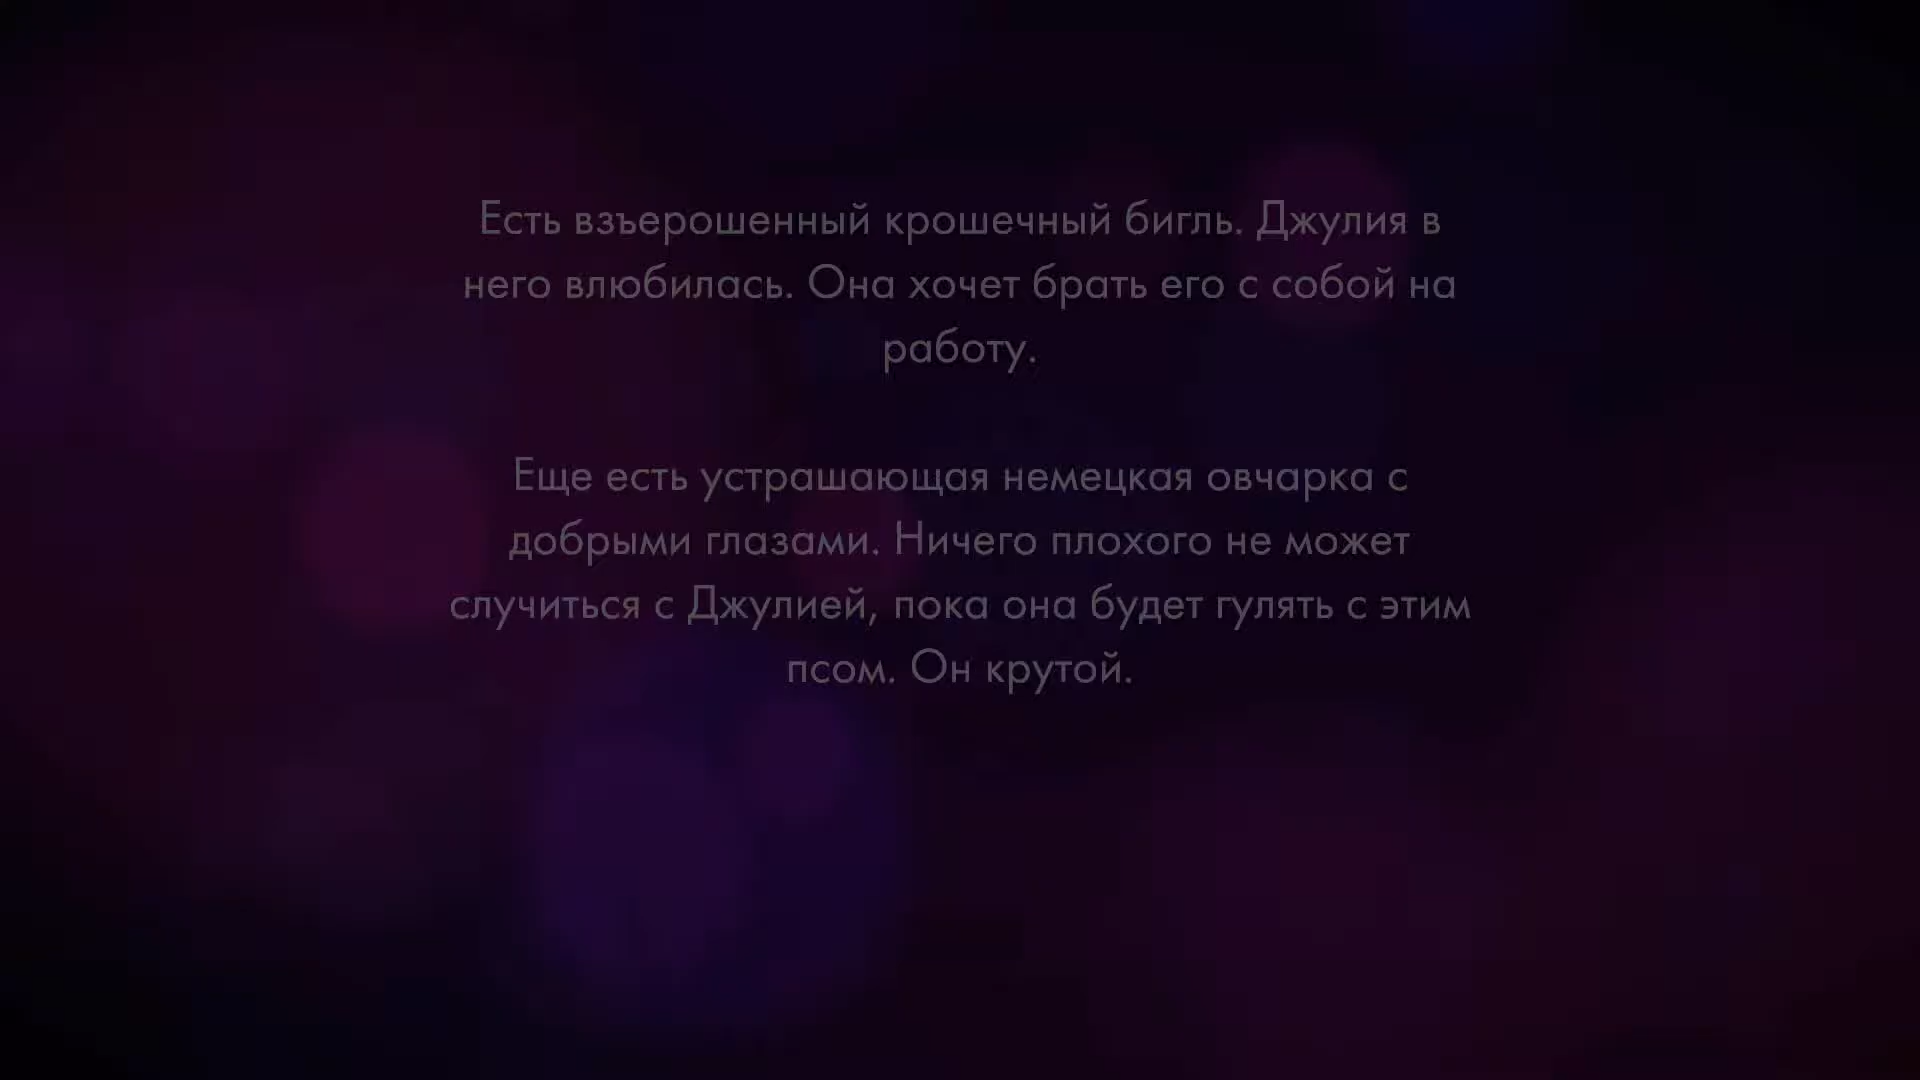 Есть взъерошенный крошечный бигль. Джулия в
него влюбилась. Она хочет брать его с собой на
работу.
Еще есть устрашающая немецкая овчарка с
добрыми глазами. Ничего плохого не может
случиться с Джулией, пока она будет гулять с этим
псом. Он крутой.